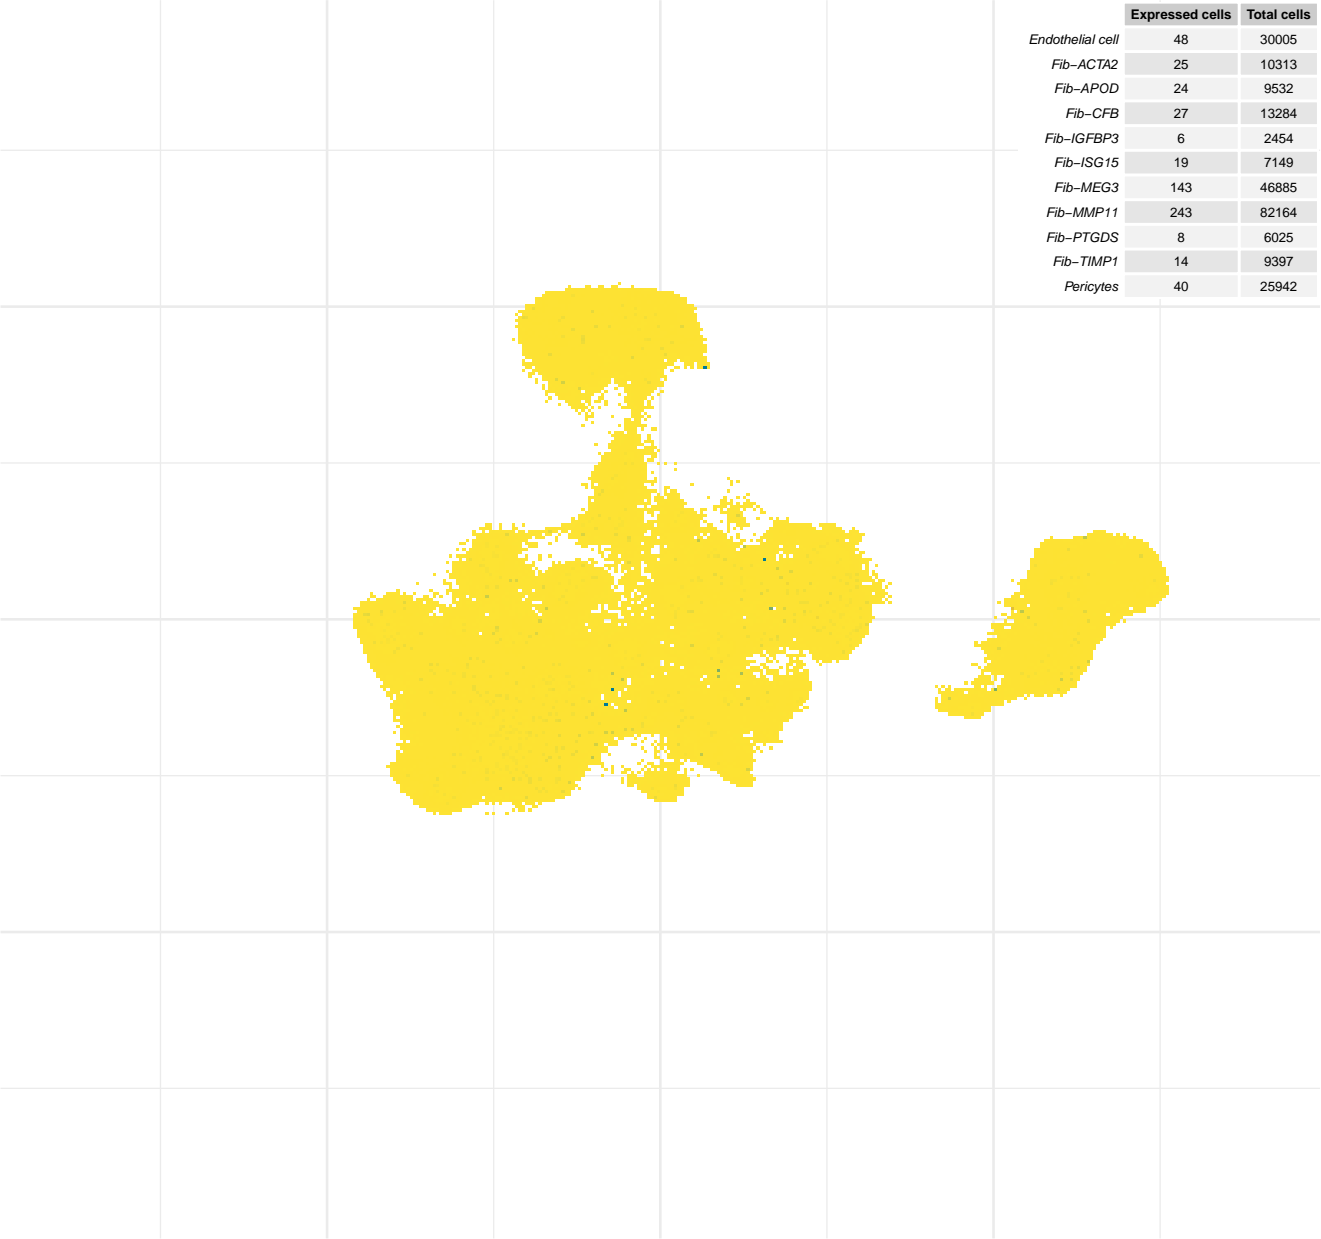 Expressed cells Total cells
Endothelial cell 48 30005
Fib−ACTA2 25 10313
Fib−APOD 24 9532
Fib−CFB 27 13284
Fib−IGFBP3 6 2454
Fib−ISG15 19 7149
Fib−MEG3 143 46885
Fib−MMP11 243 82164
Fib−PTGDS 8 6025
Fib−TIMP1 14 9397
Pericytes 40 25942